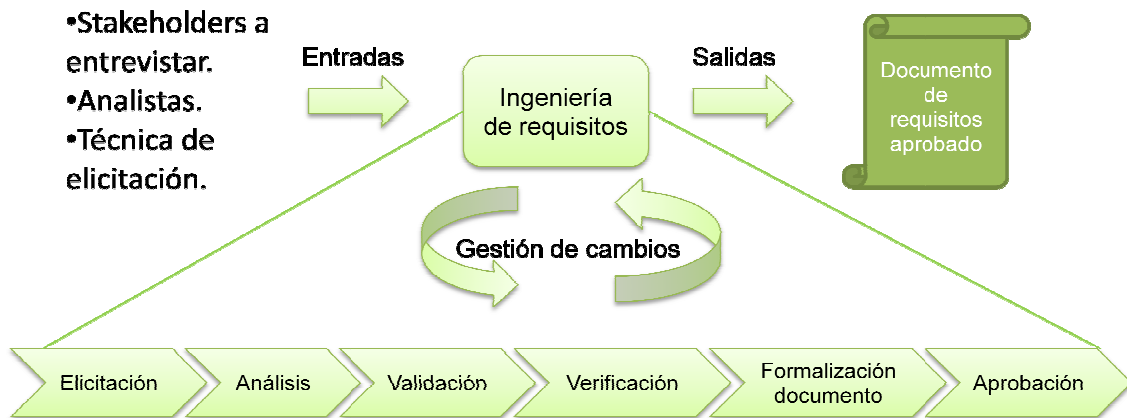 •Stakeholders a
entrevistar.
•Analistas.
•Técnica de
elicitación.
Entradas
Ingeniería
de requisitos
Salidas
Documento
de
requisitos
aprobado
Gestión de cambios
Elicitación
Análisis
Validación
Verificación
Formalización
documento
Aprobación